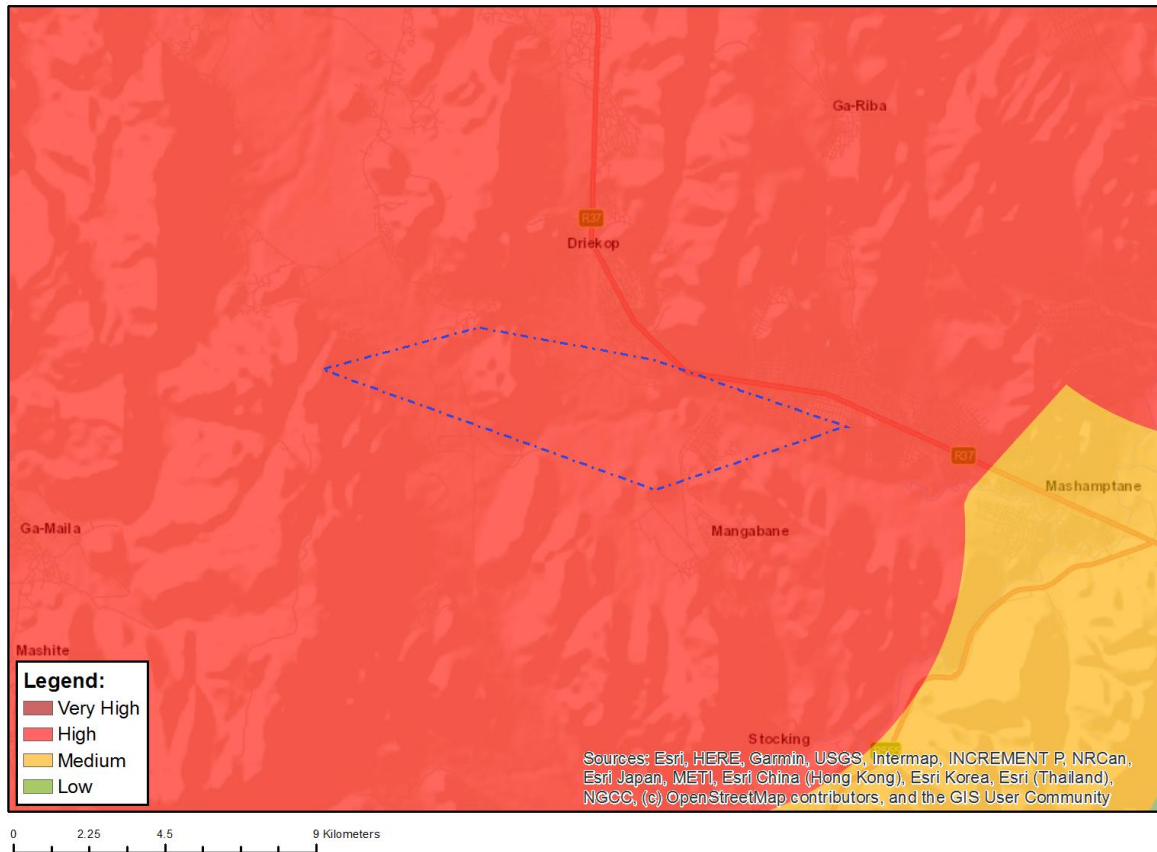 Ga-Riba
R37
Driekop
R37
Mashamptane
Ga-Maila
Mangabane
Mashite
Stocking
Legend:
Very High
High
Medium
Low
Sources: Esri, HERE, Garmin, USGS, Intermap, INCREMENT P, NRCan,
Esri Japan, METI, Esri China (Hong Kong), Esri Korea, Esri (Thailand),
NGCC, (c) OpenStreetMap contributors, and the GIS User Community
0 2.25 4.5 9 Kilometers